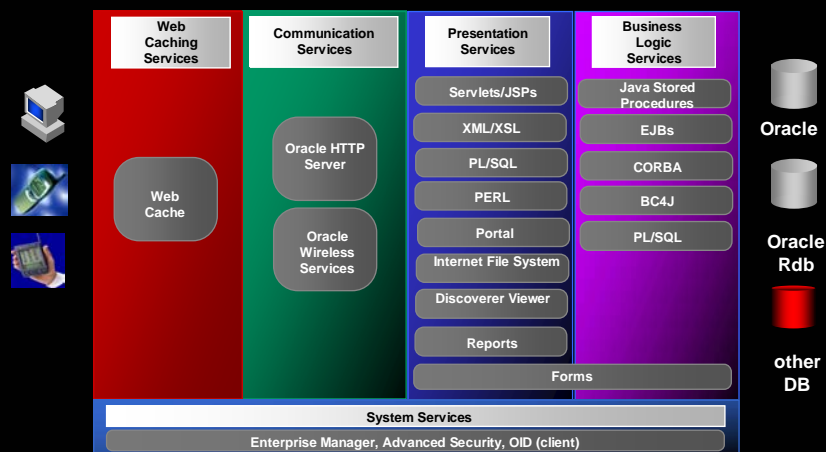 Web
Caching
Services
Communication
Services
Presentation
Services
Business
Logic
Services
Web
Cache
Oracle HTTP
Server
Oracle
Wireless
Services
Servlets/JSPs
XML/XSL
PL/SQL
PERL
Portal
Internet File System
Discoverer Viewer
Reports
Java Stored
Procedures
EJBs
CORBA
BC4J
PL/SQL
Forms
System Services
Enterprise Manager, Advanced Security, OID (client)
Oracle
Oracle
Rdb
other
DB